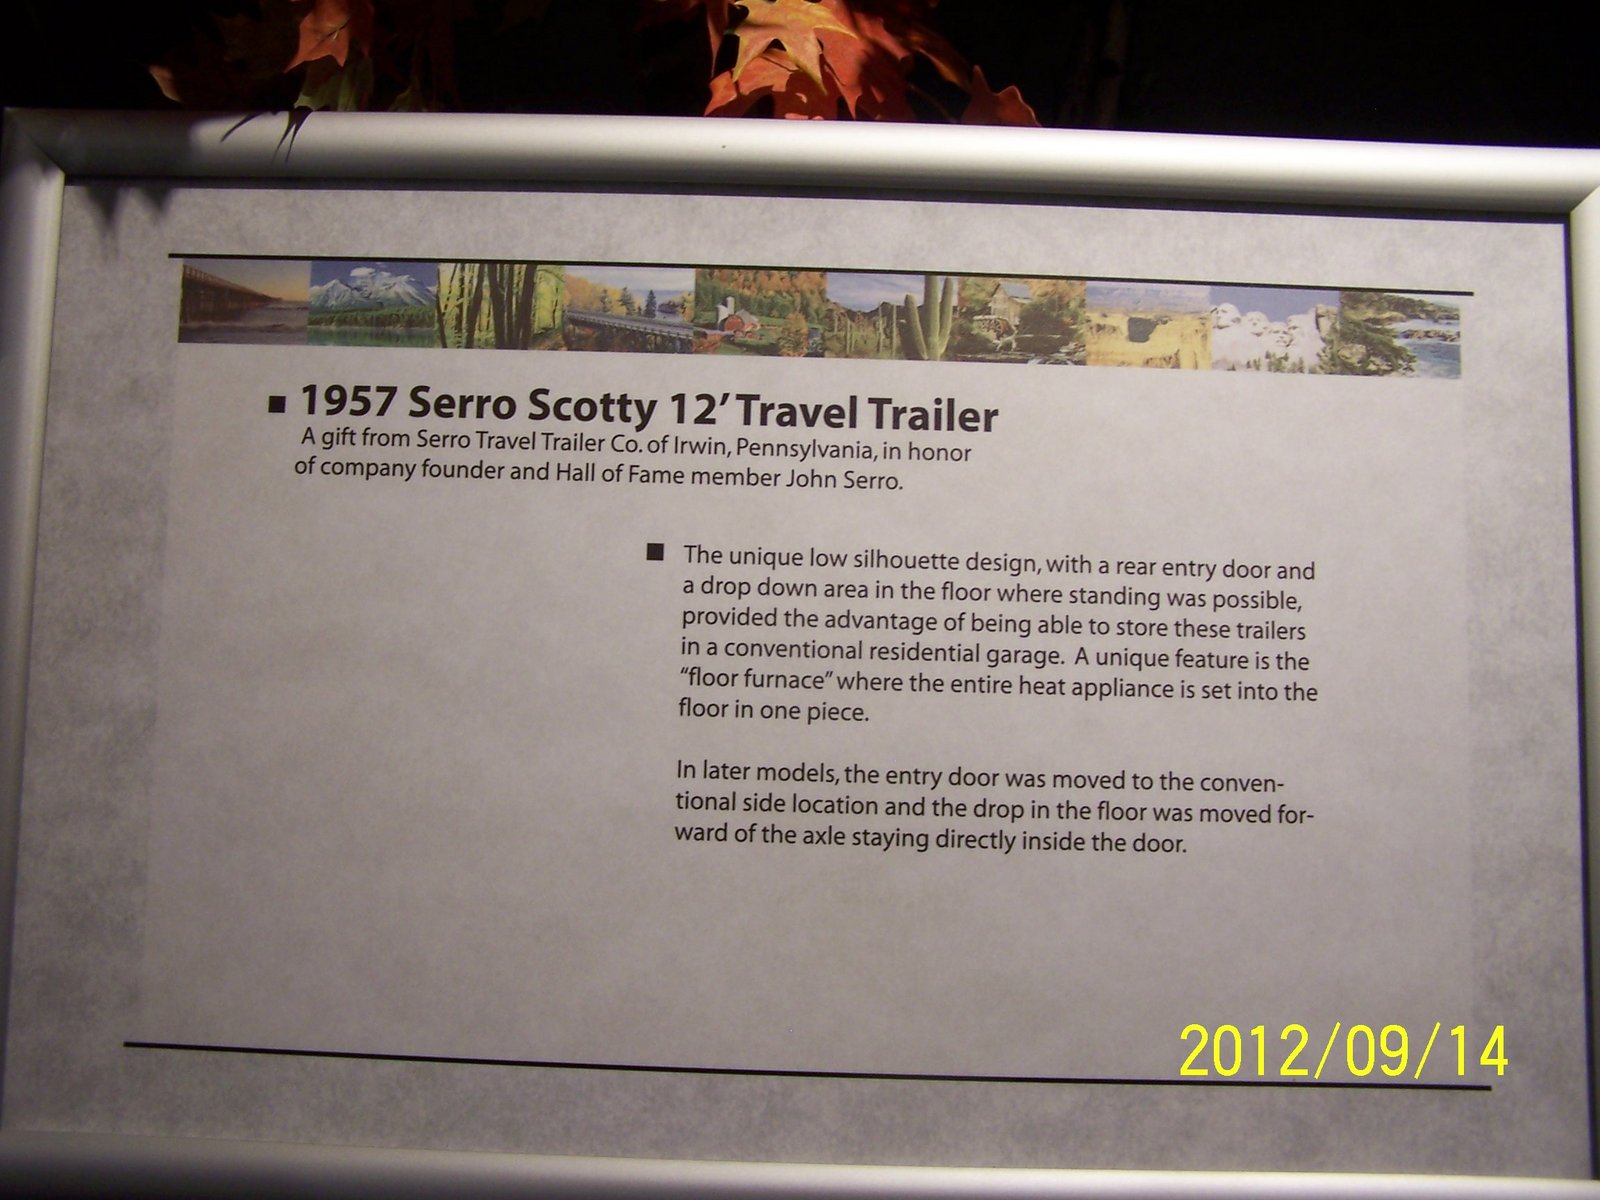 ■ 1957 Serro Scotty 12' Travel Trailer
A gift from Serro Travel Trailer Co. of Irwin, Pennsylvania, in honor
of company founder and Hall of Fame member John Serro.
■ The unique low silhouette design, with a rear entry door and
a drop down area in the floor where standing was possible,
provided the advantage of being able to store these trailers
in a conventional residential garage. A unique feature is the
“floor furnace” where the entire heat appliance is set into the
floor in one piece.
In later models, the entry door was moved to the conven-
tional side location and the drop in the floor was moved for-
ward of the axle staying directly inside the door.
2012/09/14